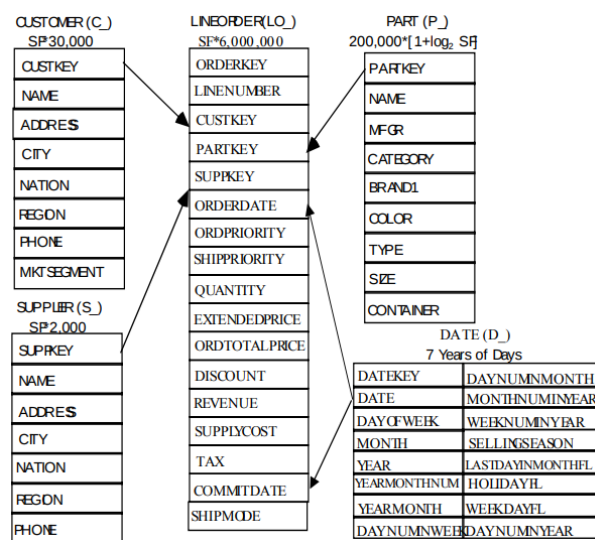 CUSTOMER (C_)
SF*30,000
CUSTKEY
NAME
ADDRESS
CITY
NATION
REGION
PHONE
MKTSEGMENT
SUPPLIER (S_)
SF*2,000
SUPPKEY
NAME
ADDRESS
CITY
NATION
REGION
PHONE
LINEORDER(LO_)
SF*6,000,000
ORDERKEY
LINENUMBER
CUSTKEY
PARTKEY
SUPPKEY
ORDERDATE
ORDPRIORITY
SHIPPRIORITY
QUANTITY
EXTENDEDPRICE
ORDTOTALPRICE
DISCOUNT
REVENUE
SUPPLYCOST
TAX
COMMITDATE
SHIPMODE
PART (P_)
200,000*[1+log₂ SF]
PARTKEY
NAME
MFGR
CATEGORY
BRAND1
COLOR
TYPE
SIZE
CONTAINER
DATE (D_)
7 Years of Days
DATEKEY DAYNUMINMONTH
DATE MONTHNUMINYEAR
DAYOFWEEK WEEKNUMINYEAR
MONTH SELLINGSEASON
YEAR LASTDAYINMONTHFL
YEARMONTHNUM HOLIDAYFL
YEARMONTH WEEKDAYFL
DAYNUMINWEEK DAYNUMINYEAR